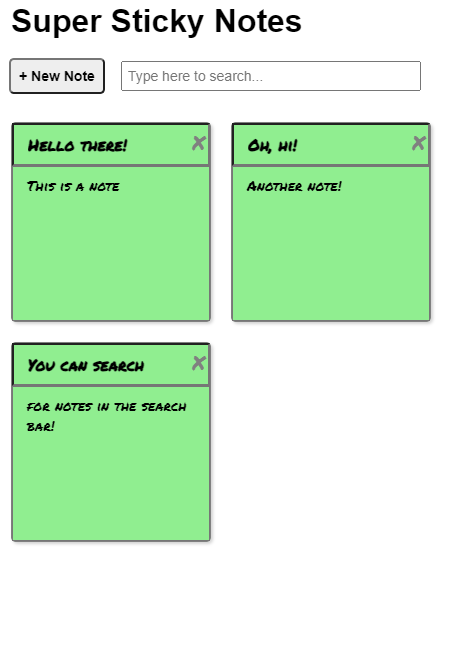 Super Sticky Notes
+ New Note
Type here to search...
Hello there!
x
Oh, hi!
x
This is a note
Another note!
You can search
x
for notes in the search
bar!